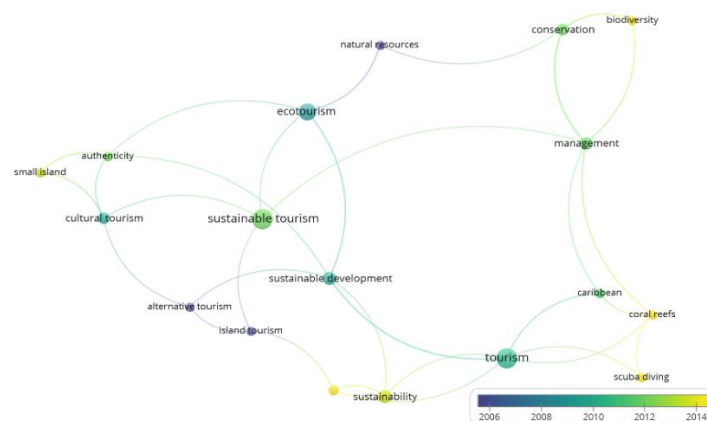 biodiversity
conservation
natural resources
ecotourism
management
authenticity
small island
cultural tourism
sustainable tourism
sustainable development
caribbean
alternative tourism
coral reefs
island tourism
tourism
scuba diving
sustainability
2006 2008 2010 2012 2014